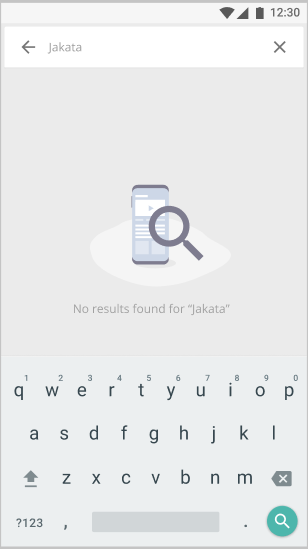 12:30
Jakata
No results found for “Jakata”
1 2 3 4 5 6 7 8 9 0
q w e r t y u i o p
a s d f g h j k l
z x c v b n m
?123 , .